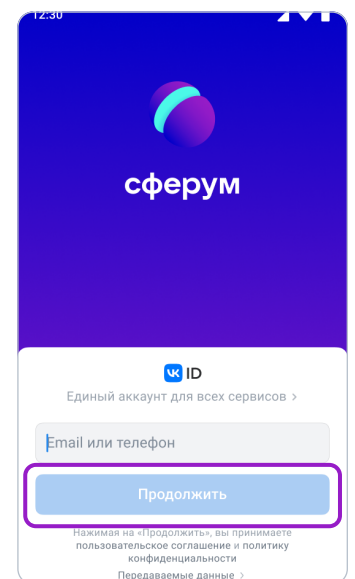 12:30
сферум
VK ID
Единый аккаунт для всех сервисов >
Email или телефон
Продолжить
Нажимая на «Продолжить», вы принимаете
пользовательское соглашение и политику
конфиденциальности
Передаваемые данные >